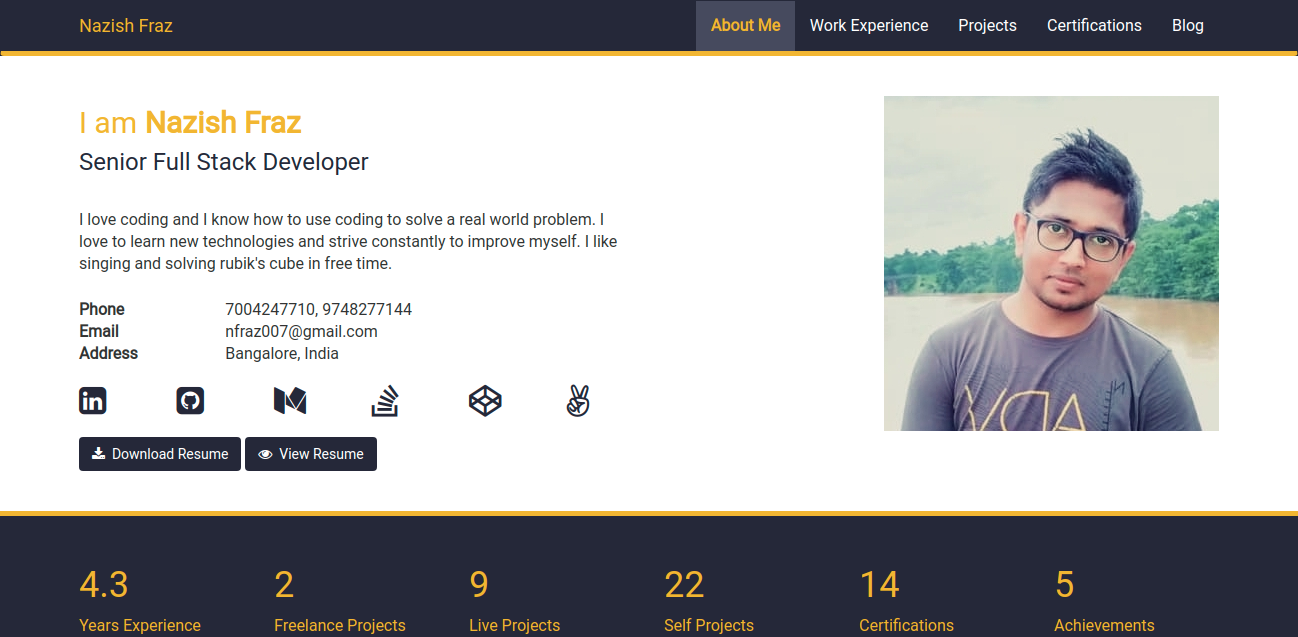 Nazish Fraz
About Me Work Experience Projects Certifications Blog
I am Nazish Fraz
Senior Full Stack Developer
I love coding and I know how to use coding to solve a real world problem. I
love to learn new technologies and strive constantly to improve myself. I like
singing and solving rubik's cube in free time.
Phone 7004247710, 9748277144
Email nfraz007@gmail.com
Address Bangalore, India
in
Download Resume View Resume
4.3 2 9 22 14 5
Years Experience Freelance Projects Live Projects Self Projects Certifications Achievements